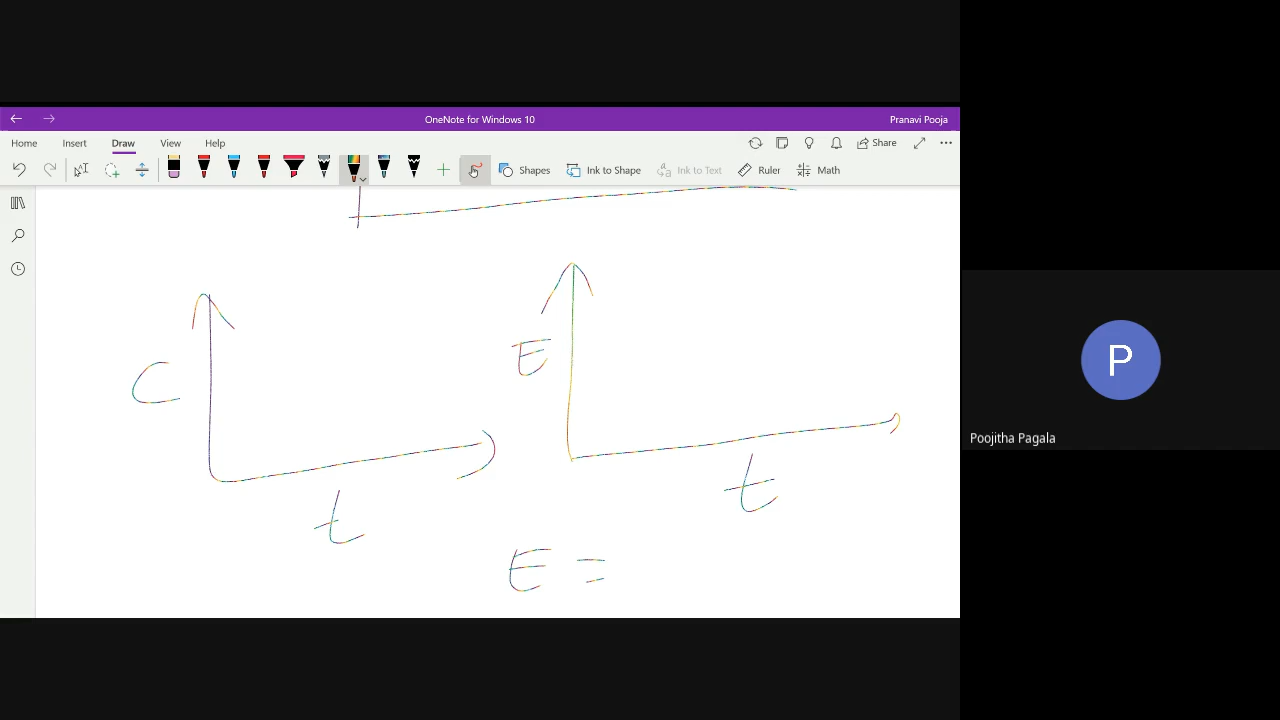 OneNote for Windows 10
Pranavi Pooja
Home Insert Draw View Help
Share
Shapes Ink to Shape Ink to Text Ruler Math
C
E
t
t
E =
P
Poojitha Pagala